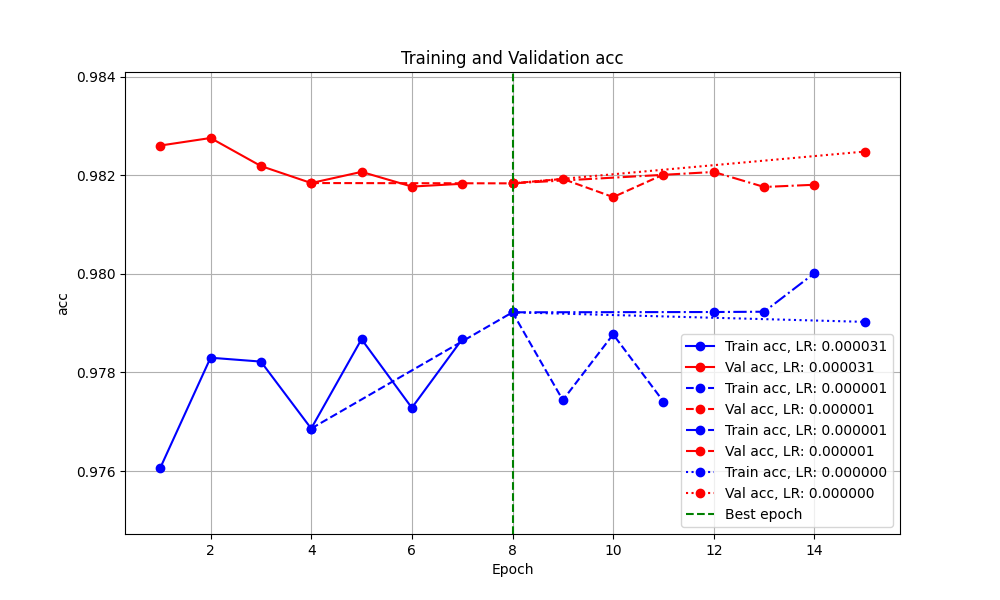 Training and Validation acc
0.984
0.982
0.980
0.978
0.976
acc
Train acc, LR: 0.000031
Val acc, LR: 0.000031
Train acc, LR: 0.000001
Val acc, LR: 0.000001
Train acc, LR: 0.000001
Val acc, LR: 0.000001
Train acc, LR: 0.000000
Val acc, LR: 0.000000
Best epoch
2 4 6 8 10 12 14
Epoch